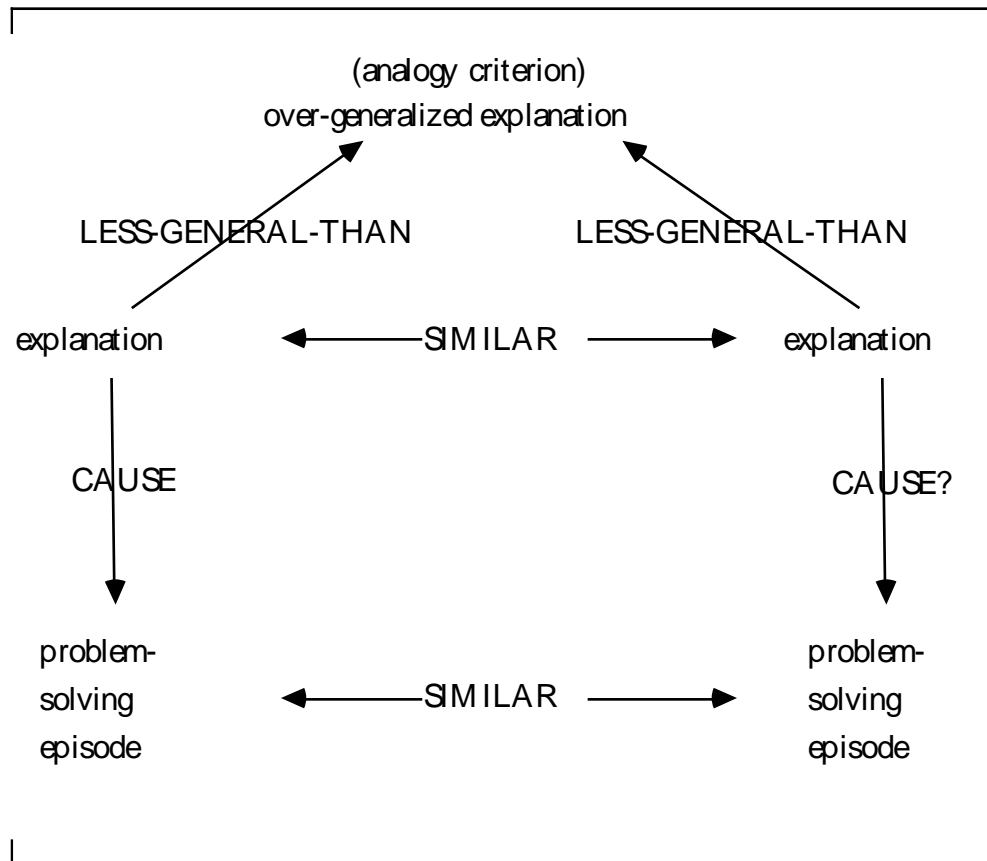 (analogy criterion)
over-generalized explanation
LESS-GENERAL-THAN LESS-GENERAL-THAN
explanation SIMILAR explanation
CAUSE CAUSE?
problem-
solving
episode
SIMILAR
problem-
solving
episode